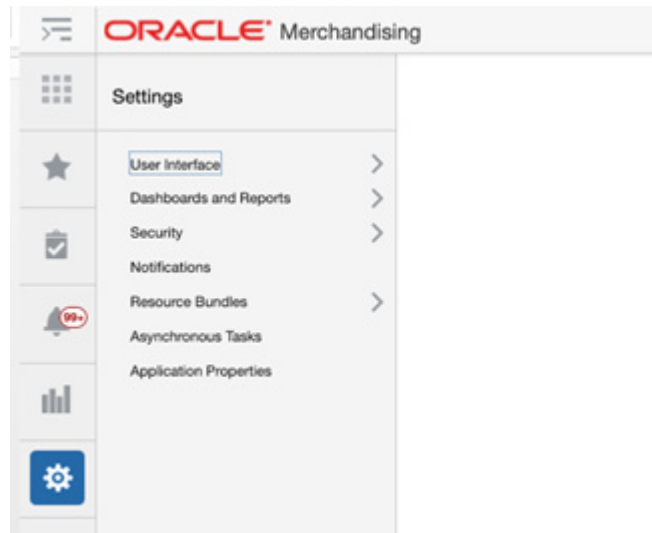 ORACLE® Merchandising
Settings
User Interface
Dashboards and Reports
Security
Notifications
Resource Bundles
99+
Asynchronous Tasks
Application Properties